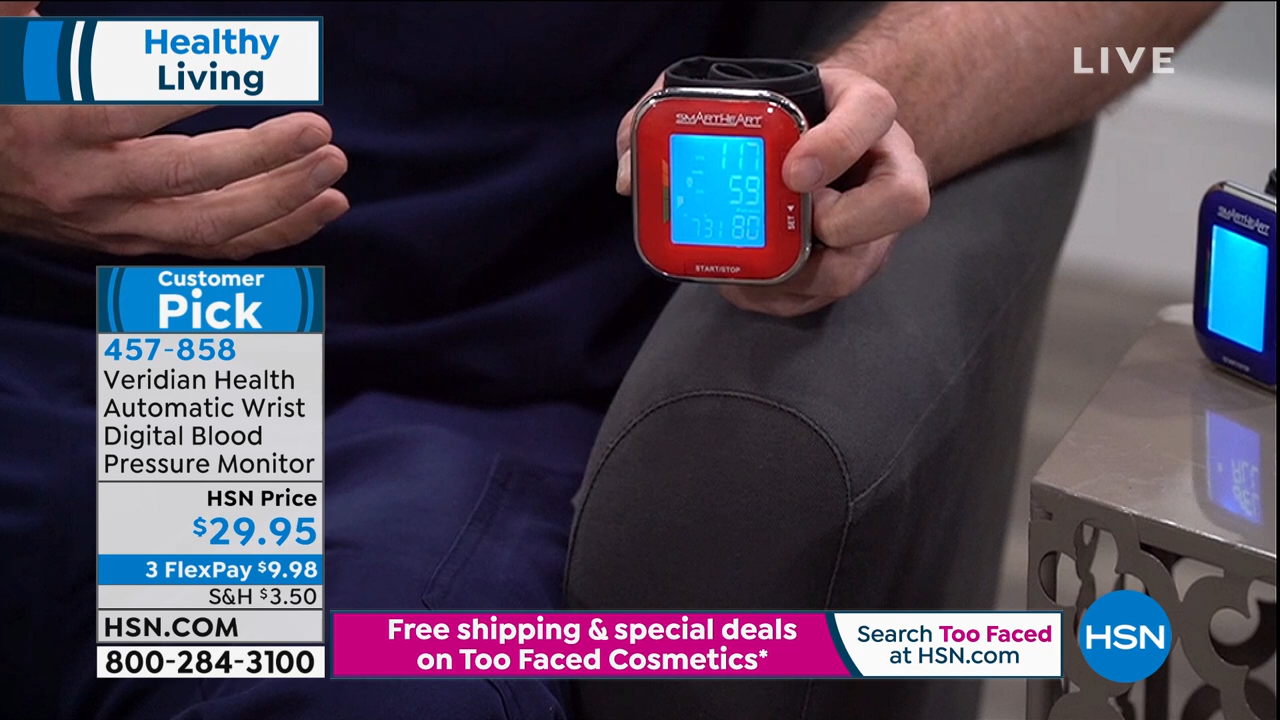 Healthy
Living
LIVE
SMARTHEART
117
59
73180
SET
START/STOP
SMARTHEART
Customer
Pick
457-858
Veridian Health
Automatic Wrist
Digital Blood
Pressure Monitor
HSN Price
$29.95
3 FlexPay $9.98
S&H $3.50
HSN.COM
800-284-3100
Free shipping & special deals
on Too Faced Cosmetics*
Search Too Faced
at HSN.com
HSN